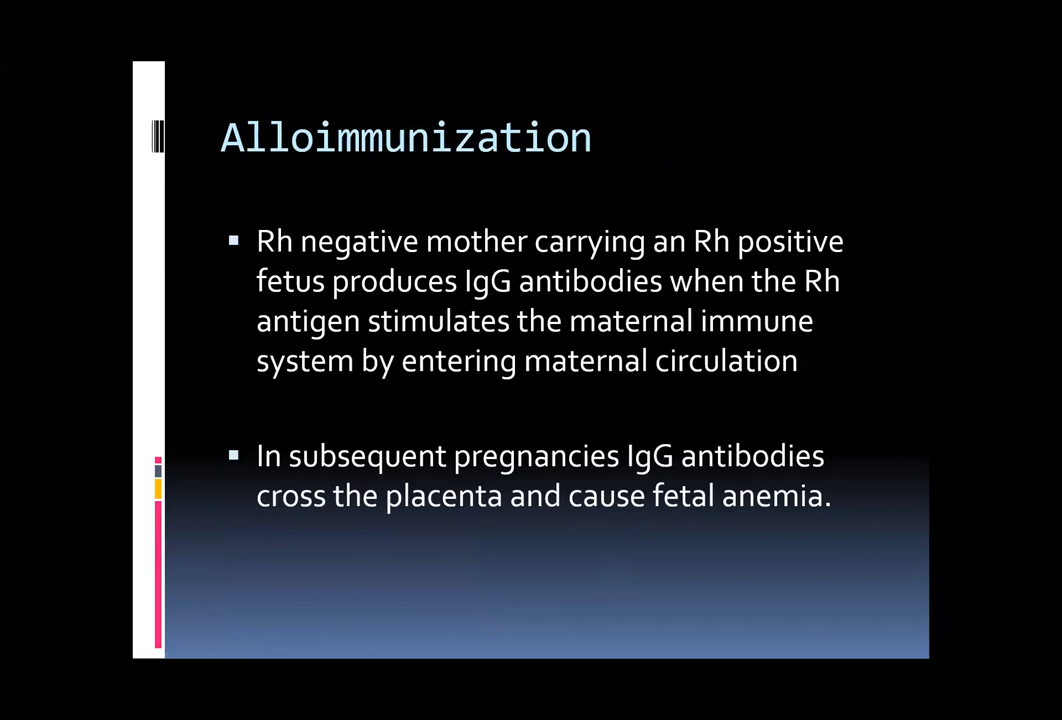 Alloimmunization
▪ Rh negative mother carrying an Rh positive
fetus produces IgG antibodies when the Rh
antigen stimulates the maternal immune
system by entering maternal circulation
▪ In subsequent pregnancies IgG antibodies
cross the placenta and cause fetal anemia.